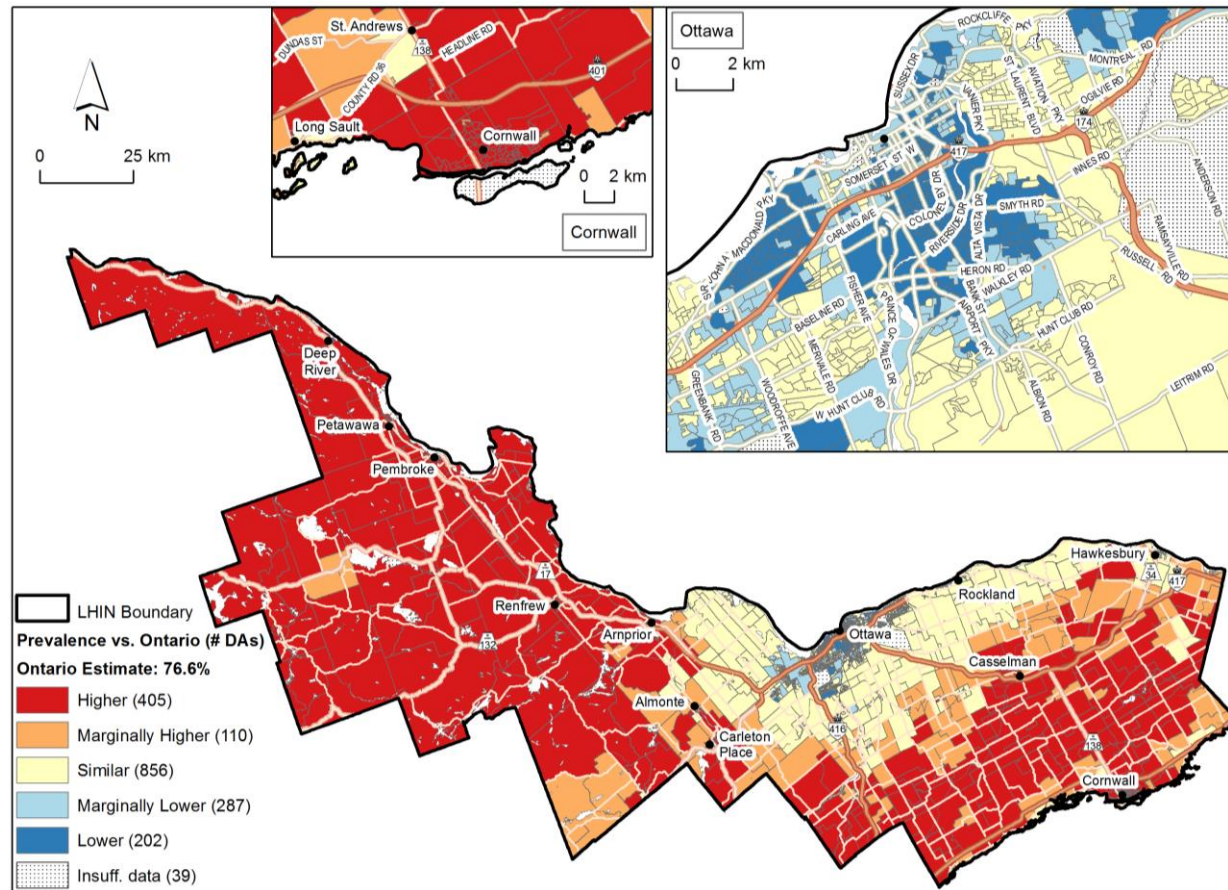 St. Andrews
DUNDAS ST
138
HEADLINE RD
COUNTY RD 36
401
Long Sault
Cornwall
0 2 km
Cornwall
N
0 25 km
Ottawa
0 2 km
ROCKCLIFFE PKY
SUSSEX DR
VANIER PKY
ST LAURENT BLVD
AVIATION PKY
MONTREAL RD
OGILVIE RD
174
417
SOMERSET ST W
INNES RD
ANDERSON RD
SIR JOHN A MACDONALD PKY
CARLING AVE
COLONEL BY DR
RIVERSIDE DR
ALTA VISTA DR
SMYTH RD
RAMSAYVILLE RD
RUSSELL RD
HERON RD
WALKLEY RD
BASELINE RD
FISHER AVE
PRINCE OF WALES DR
BANK ST
AIRPORT PKY
HUNT CLUB RD
MERIVALE RD
CONROY RD
LEITRIM RD
GREENBANK RD
WOODROFFE AVE
W HUNT CLUB RD
ALBION RD
Deep
River
Petawawa
Pembroke
17
Renfrew
132
Arnprior
Almonte
Carleton
Place
Ottawa
416
Rockland
Hawkesbury
34
417
Casselman
138
Cornwall
LHIN Boundary
Prevalence vs. Ontario (# DAs)
Ontario Estimate: 76.6%
Higher (405)
Marginally Higher (110)
Similar (856)
Marginally Lower (287)
Lower (202)
Insuff. data (39)